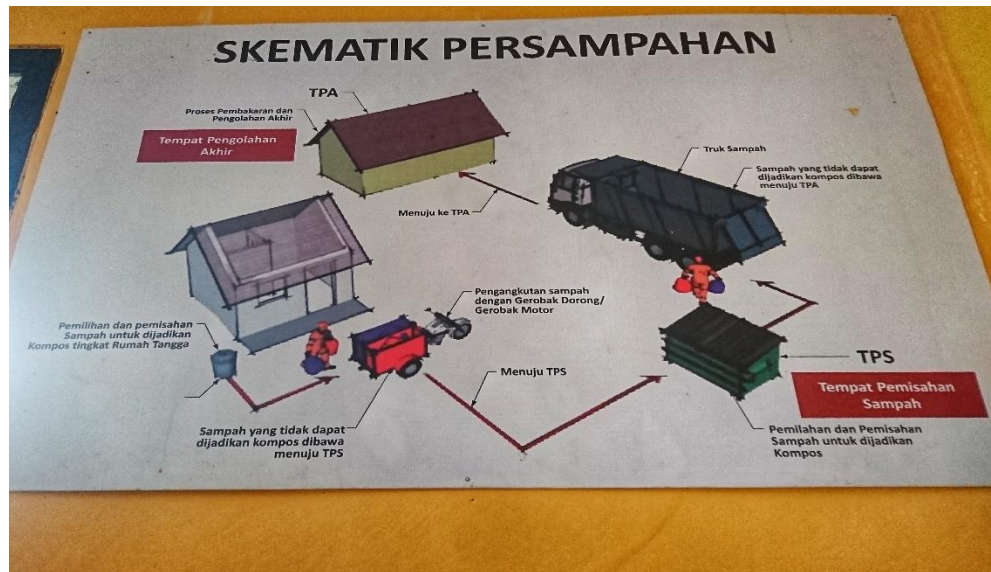 SKEMATIK PERSAMPAHAN
TPA
Proses Pembakaran dan
Pengolahan Akhir
Tempat Pengolahan
Akhir
Truk Sampah
Sampah yang tidak dapat
dijadikan kompos dibawa
menuju TPA
Menuju ke TPA
Pengangkutan sampah
dengan Gerobak Dorong/
Gerobak Motor
Pemilihan dan pemisahan
Sampah untuk dijadikan
Kompos tingkat Rumah Tangga
Menuju TPS
TPS
Tempat Pemisahan
Sampah
Sampah yang tidak dapat
dijadikan kompos dibawa
menuju TPS
Pemilahan dan Pemisahan
Sampah untuk dijadikan
Kompos